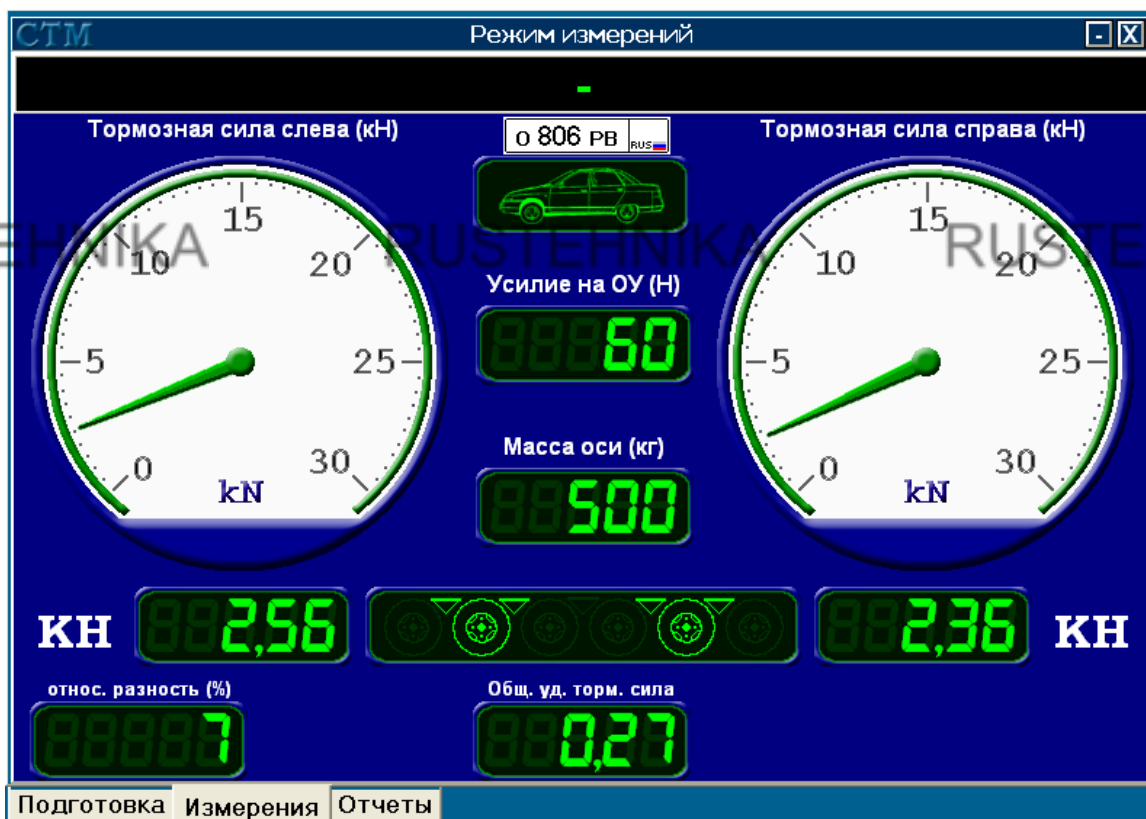 СТМ Режим измерений - X
-
Тормозная сила слева (кН)
о 806 РВ RUS
Тормозная сила справа (кН)
0 5 10 15 20 25 30
kN
0 5 10 15 20 25 30
kN
RUSTEHNIKA
Усилие на ОУ (Н)
60
Масса оси (кг)
500
КН 2,56
2,36 КН
относ. разность (%)
7
Общ. уд. торм. сила
0,27
Подготовка Измерения Отчеты